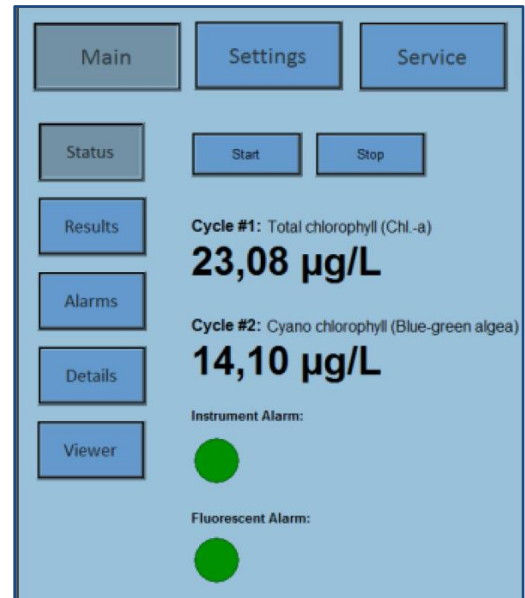 Main
Settings
Service
Status
Start
Stop
Results
Cycle #1: Total chlorophyll (Chl.-a)
23,08 µg/L
Alarms
Cycle #2: Cyano chlorophyll (Blue-green algea)
14,10 µg/L
Details
Instrument Alarm:
Viewer
Fluorescent Alarm: